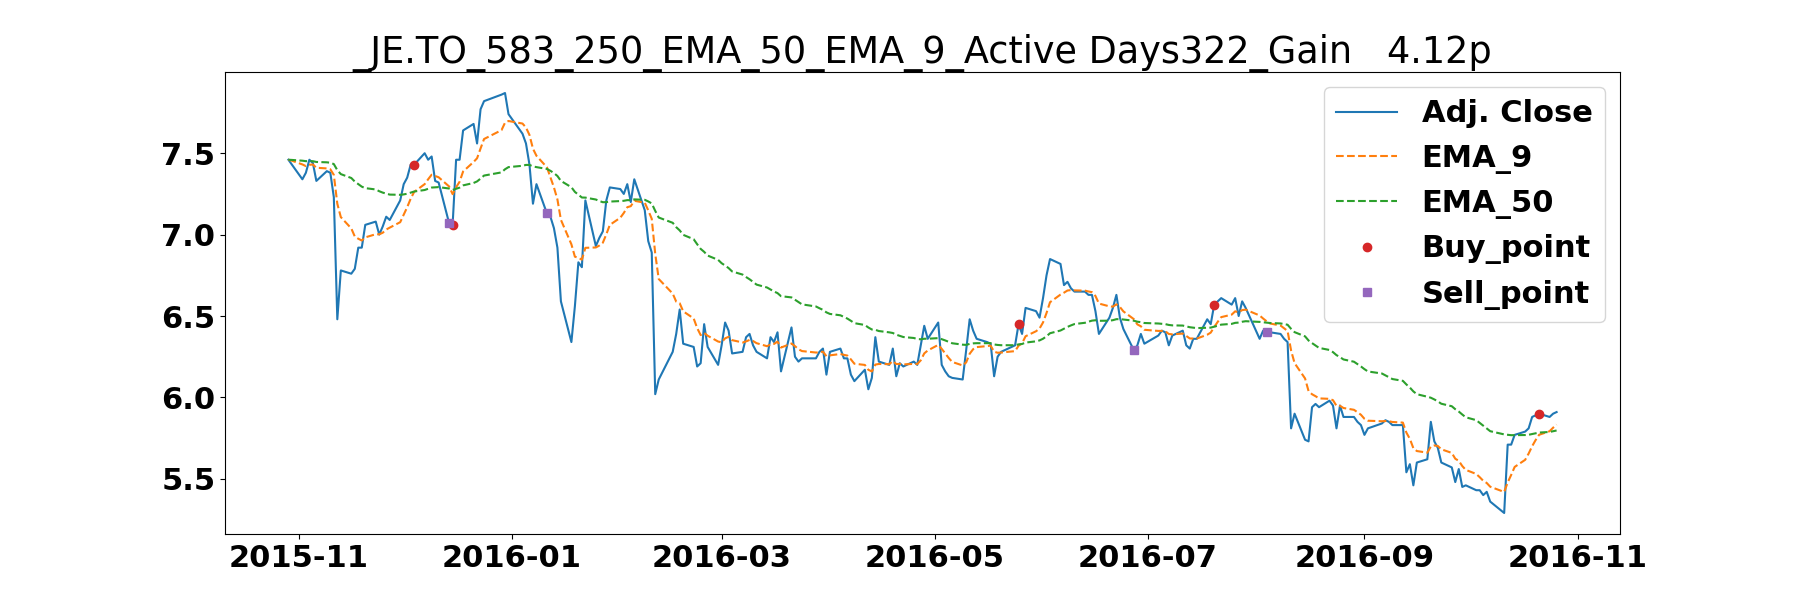 _JE.TO_583_250_EMA_50_EMA_9_Active Days322_Gain   4.12p
7.5
7.0
6.5
6.0
5.5
Adj. Close
EMA_9
EMA_50
Buy_point
Sell_point
2015-11 2016-01 2016-03 2016-05 2016-07 2016-09 2016-11